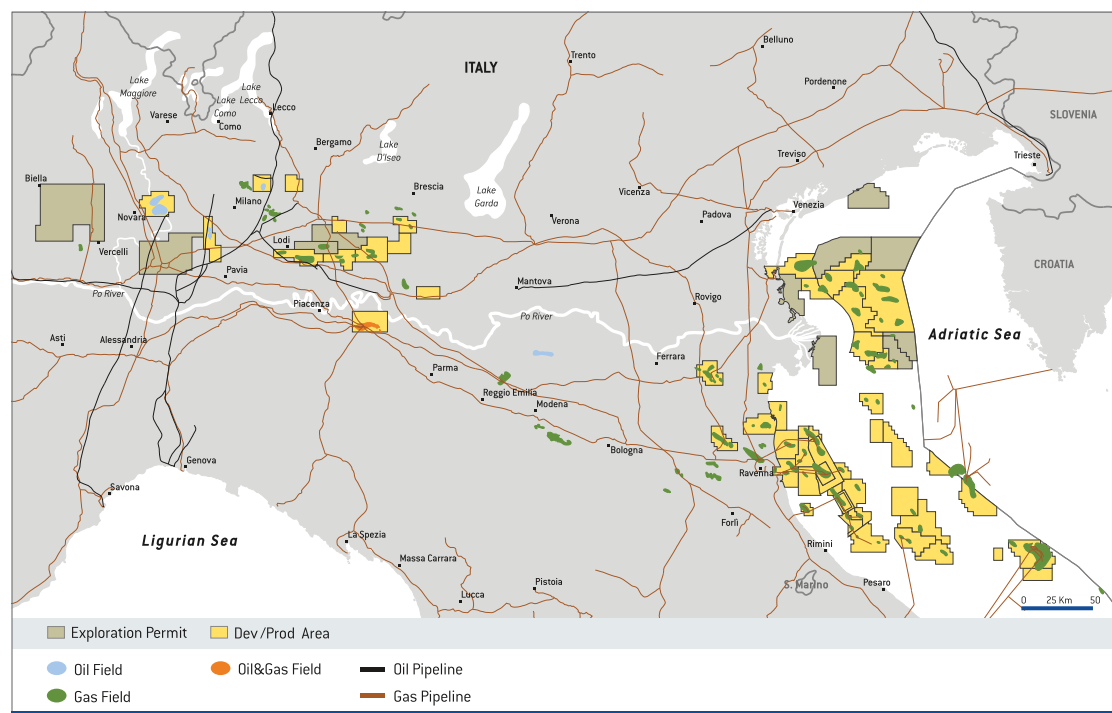 Belluno
Trento
ITALY
Lake
Maggiore
Pordenone
Lake
Lecco
Lake
Como
Lecco
Varese
Como
SLOVENIA
Bergamo
Lake
D'Iseo
Treviso
Trieste
Biella
Brescia
Vicenza
Lake
Garda
Milano
Venezia
Novara
Verona
Padova
Lodi
Vercelli
CROATIA
Pavia
Mantova
Po River
Piacenza
Rovigo
Po River
Adriatic Sea
Asti
Alessandria
Ferrara
Parma
Reggio Emilia
Modena
Bologna
Genova
Ravenna
Savona
Forlì
La Spezia
Ligurian Sea
Rimini
Massa Carrara
Pistoia
S. Marino
Pesaro
Lucca
0 25 Km 50
Exploration Permit
Dev /Prod Area
Oil Field
Oil&Gas Field
Oil Pipeline
Gas Field
Gas Pipeline